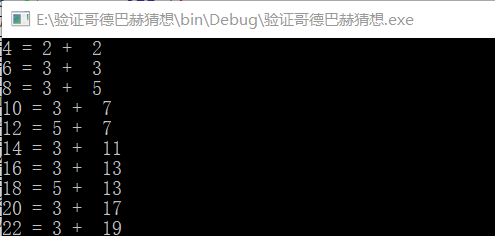 E:\验证哥德巴赫猜想\bin\Debug\验证哥德巴赫猜想.exe
4 = 2 +  2
6 = 3 +  3
8 = 3 +  5
10 = 3 +  7
12 = 5 +  7
14 = 3 +  11
16 = 3 +  13
18 = 5 +  13
20 = 3 +  17
22 = 3 +  19